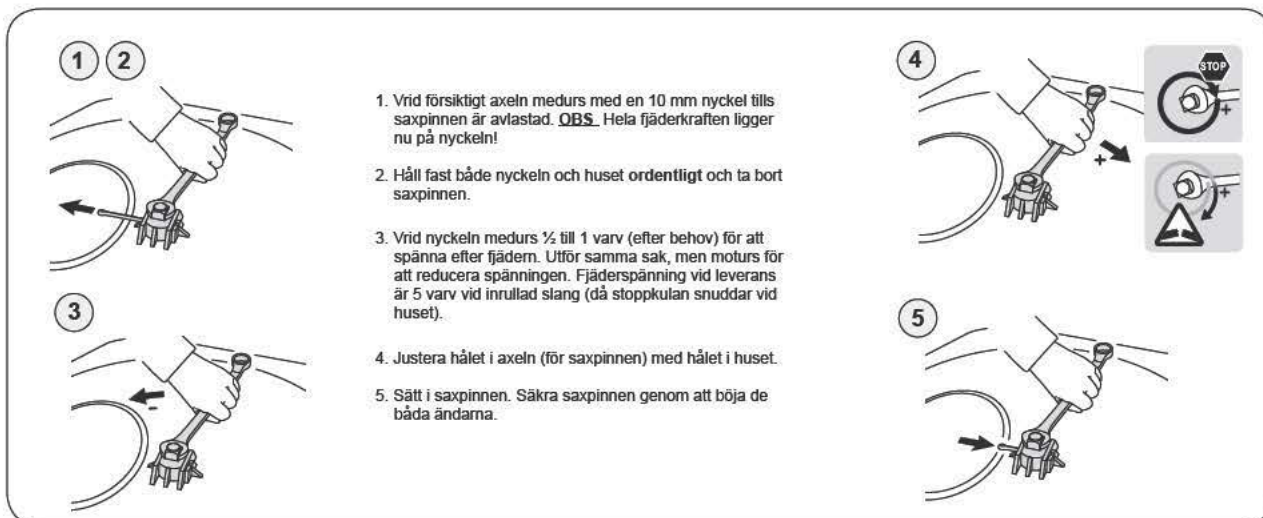 1 2
1. Vrid försiktigt axeln medurs med en 10 mm nyckel tills
saxpinnen är avlastad. OBS Hela fjäderkraften ligger
nu på nyckeln!
2. Håll fast både nyckeln och huset ordentligt och ta bort
saxpinnen.
3. Vrid nyckeln medurs ½ till 1 varv (efter behov) för att
spänna efter fjädern. Utför samma sak, men moturs för
att reducera spänningen. Fjäderspänning vid leverans
är 5 varv vid inrullad slang (då stoppkulan snuddar vid
huset).
4. Justera hålet i axeln (för saxpinnen) med hålet i huset.
5. Sätt i saxpinnen. Säkra saxpinnen genom att böja de
båda ändarna.
3
-
4
+
STOP
+
+
5